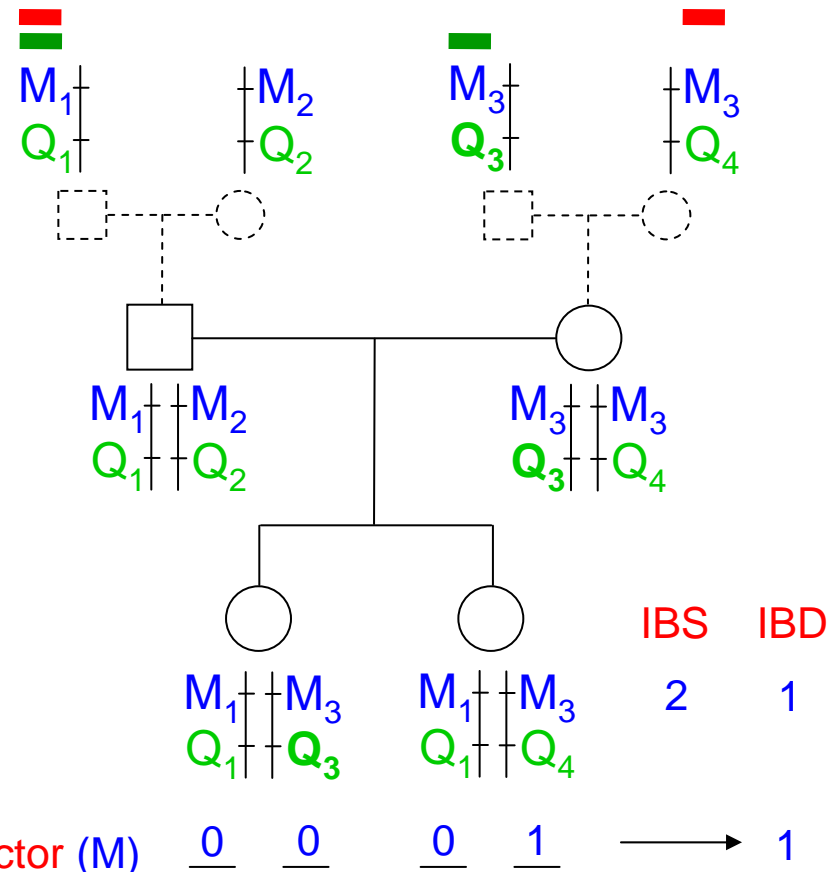 M1 M2 M3 M3
Q1 Q2 Q3 Q4
M1 M2 M3 M3
Q1 Q2 Q3 Q4
IBS IBD
M1 M3 M1 M3 2 1
Q1 Q3 Q1 Q4
ctor (M) 0 0 0 1 1